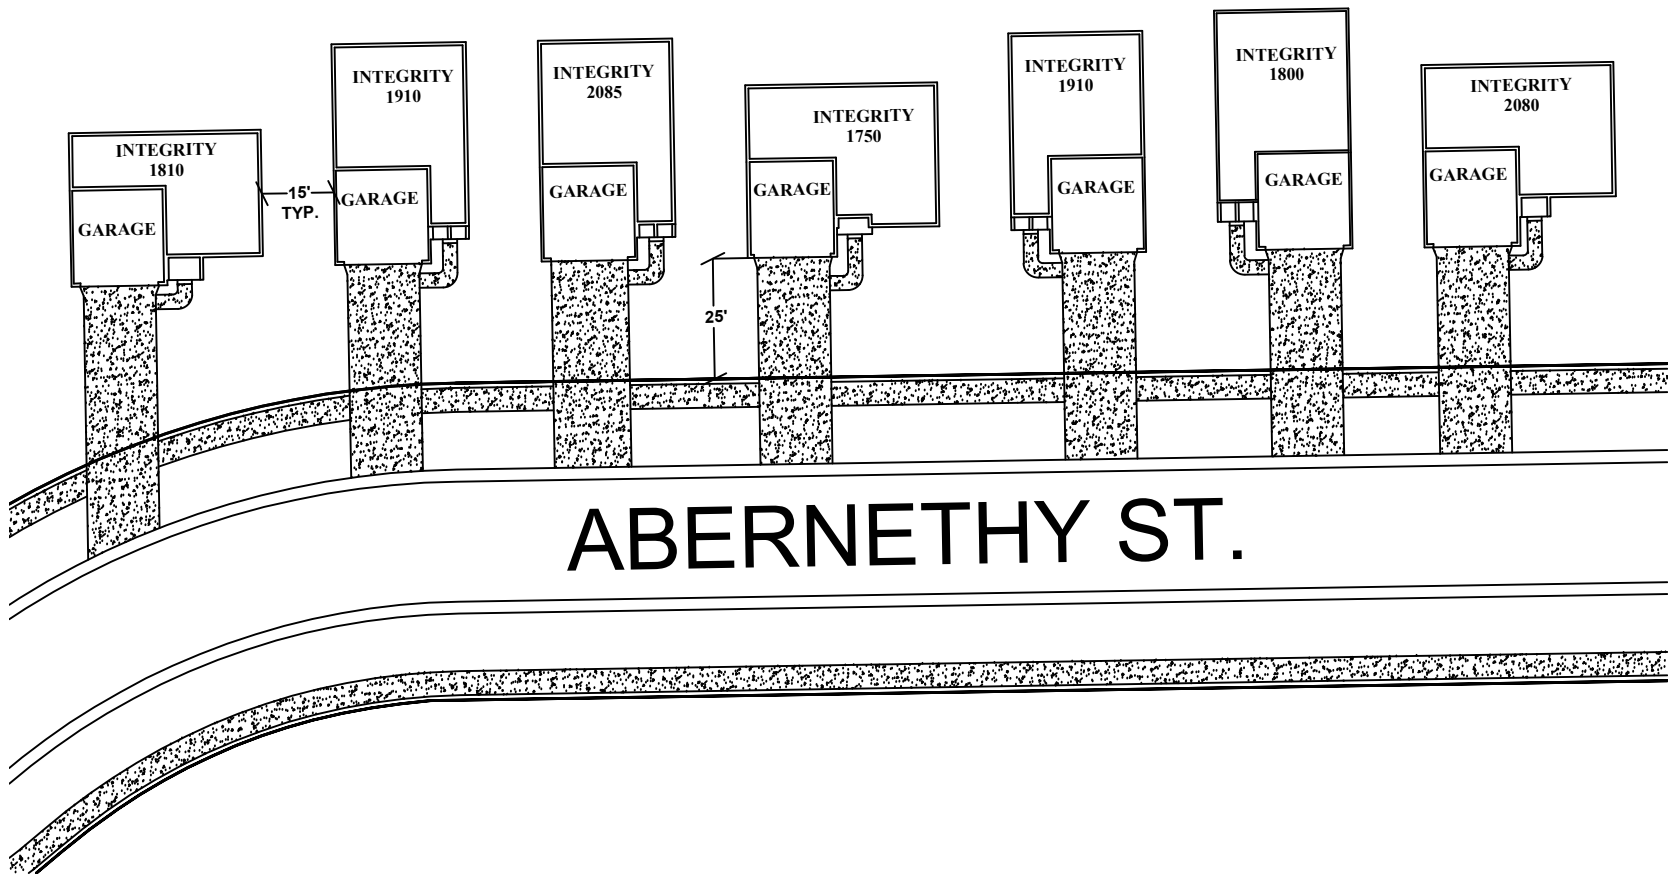 INTEGRITY
1810
GARAGE
15'
TYP.
INTEGRITY
1910
GARAGE
INTEGRITY
2085
GARAGE
INTEGRITY
1750
GARAGE
25'
INTEGRITY
1910
GARAGE
INTEGRITY
1800
GARAGE
INTEGRITY
2080
GARAGE
ABERNETHY ST.